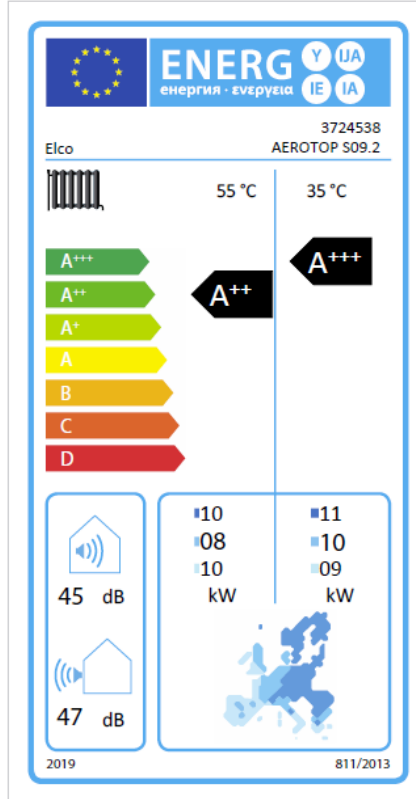 ENERG Y IJA
енергия · ενεργεια IE IA
3724538
Elco AEROTOP S09.2
55 °C 35 °C
A+++ A+++
A++ A++
A+
A
B
C
D
10 11
08 10
10 09
kW kW
45 dB
47 dB
2019 811/2013